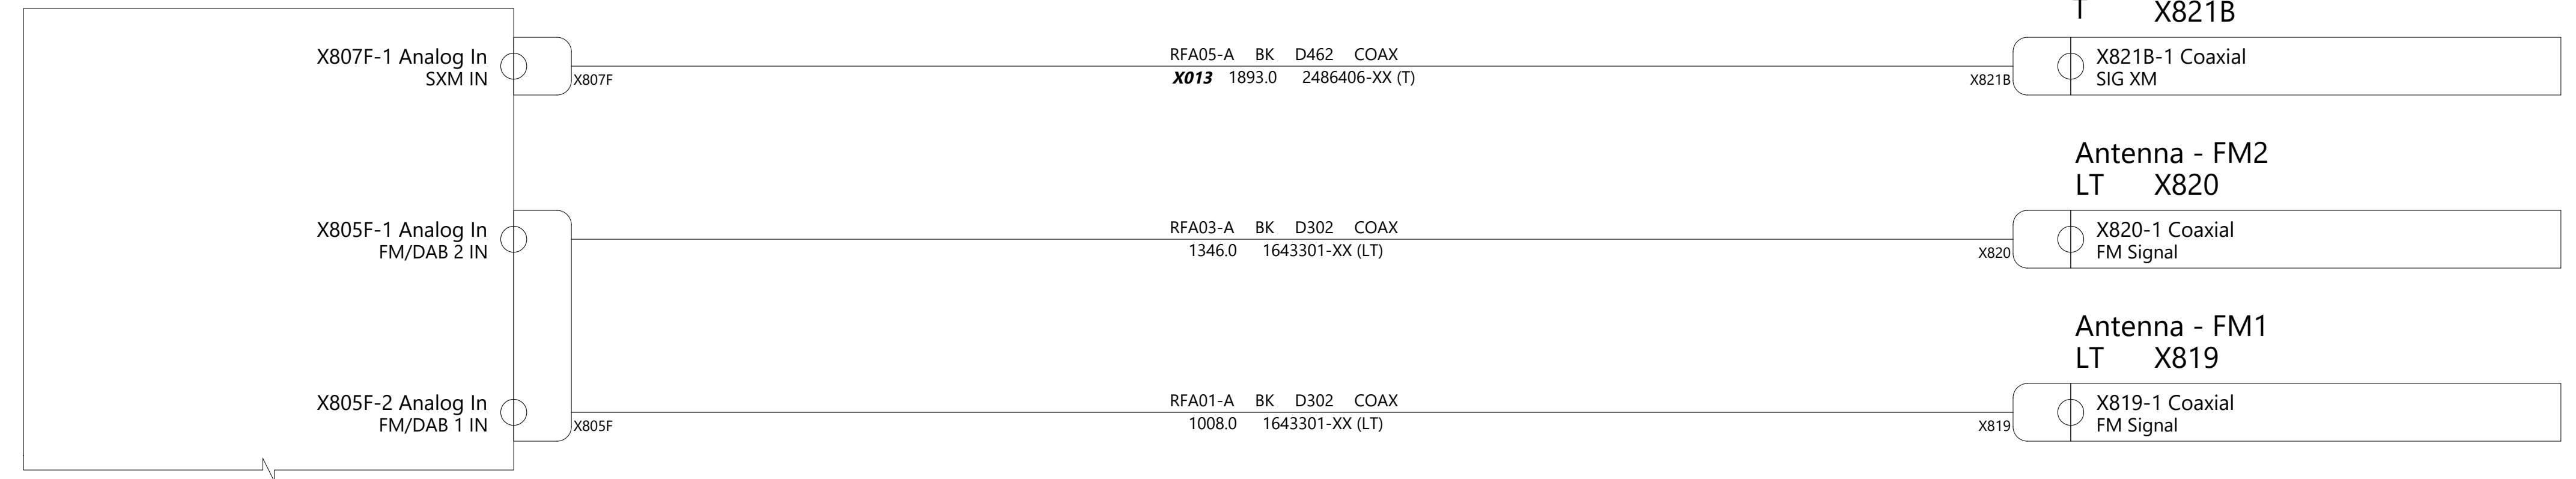 T X821B
X807F-1 Analog In
SXM IN
X807F
RFA05-A BK D462 COAX
X013 1893.0 2486406-XX (T)
X821B
X821B-1 Coaxial
SIG XM
Antenna - FM2
LT X820
X805F-1 Analog In
FM/DAB 2 IN
RFA03-A BK D302 COAX
1346.0 1643301-XX (LT)
X820
X820-1 Coaxial
FM Signal
Antenna - FM1
LT X819
X805F-2 Analog In
FM/DAB 1 IN
X805F
RFA01-A BK D302 COAX
1008.0 1643301-XX (LT)
X819
X819-1 Coaxial
FM Signal